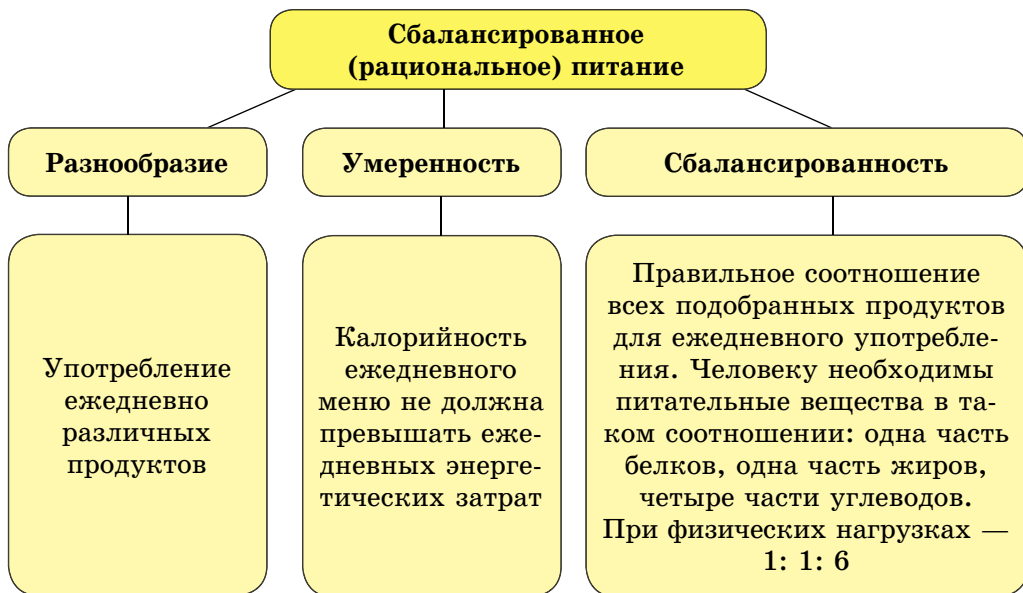 Сбалансированное
(рациональное) питание
Разнообразие
Умеренность
Сбалансированность
Употребление
ежедневно
различных
продуктов
Калорийность
ежедневного
меню не должна
превышать еже-
дневных энерге-
тических затрат
Правильное соотношение
всех подобранных продуктов
для ежедневного употребле-
ния. Человеку необходимы
питательные вещества в та-
ком соотношении: одна часть
белков, одна часть жиров,
четыре части углеводов.
При физических нагрузках —
1: 1: 6